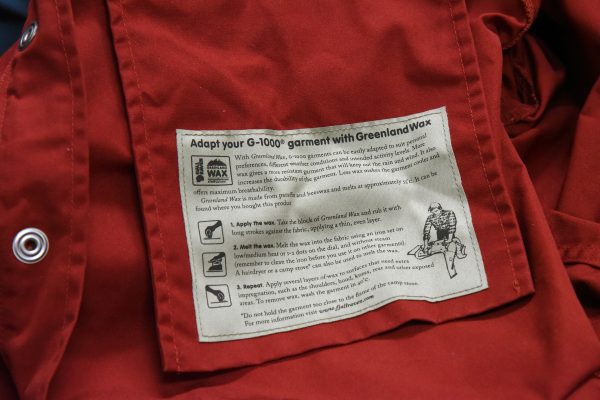 Adapt your G-1000® garment with Greenland Wax
GREENLAND
WAX
With Greenland Wax, G-1000 garments can be easily adapted to suit personal
preferences, different weather conditions and intended activity levels. More
wax gives a more resistant garment that will keep out the rain and wind. It also
increases the durability of the garment. Less wax makes the garment cooler and
offers maximum breathability.
Greenland Wax is made from paraffin and beeswax and melts at approximately °C. It can be
found where you bought this product
1. Apply the wax. Take the block of Greenland Wax and rub it with
long strokes against the fabric, applying a thin, even layer.
2. Melt the wax. Melt the wax into the fabric using an iron set on
low/medium heat or 1-2 dots on the dial, and without steam
(remember to clean the iron before you use it on other garments).
A hairdryer or a camp stove* can also be used to melt the wax.
3. Repeat. Apply several layers of wax to surfaces that need extra
impregnation, such as the shoulders, hood, knees, rear and other exposed
areas. To remove wax, wash the garment in 40°C.
*Do not hold the garment too close to the flame of the camp stove.
For more information visit www.fjallraven.com